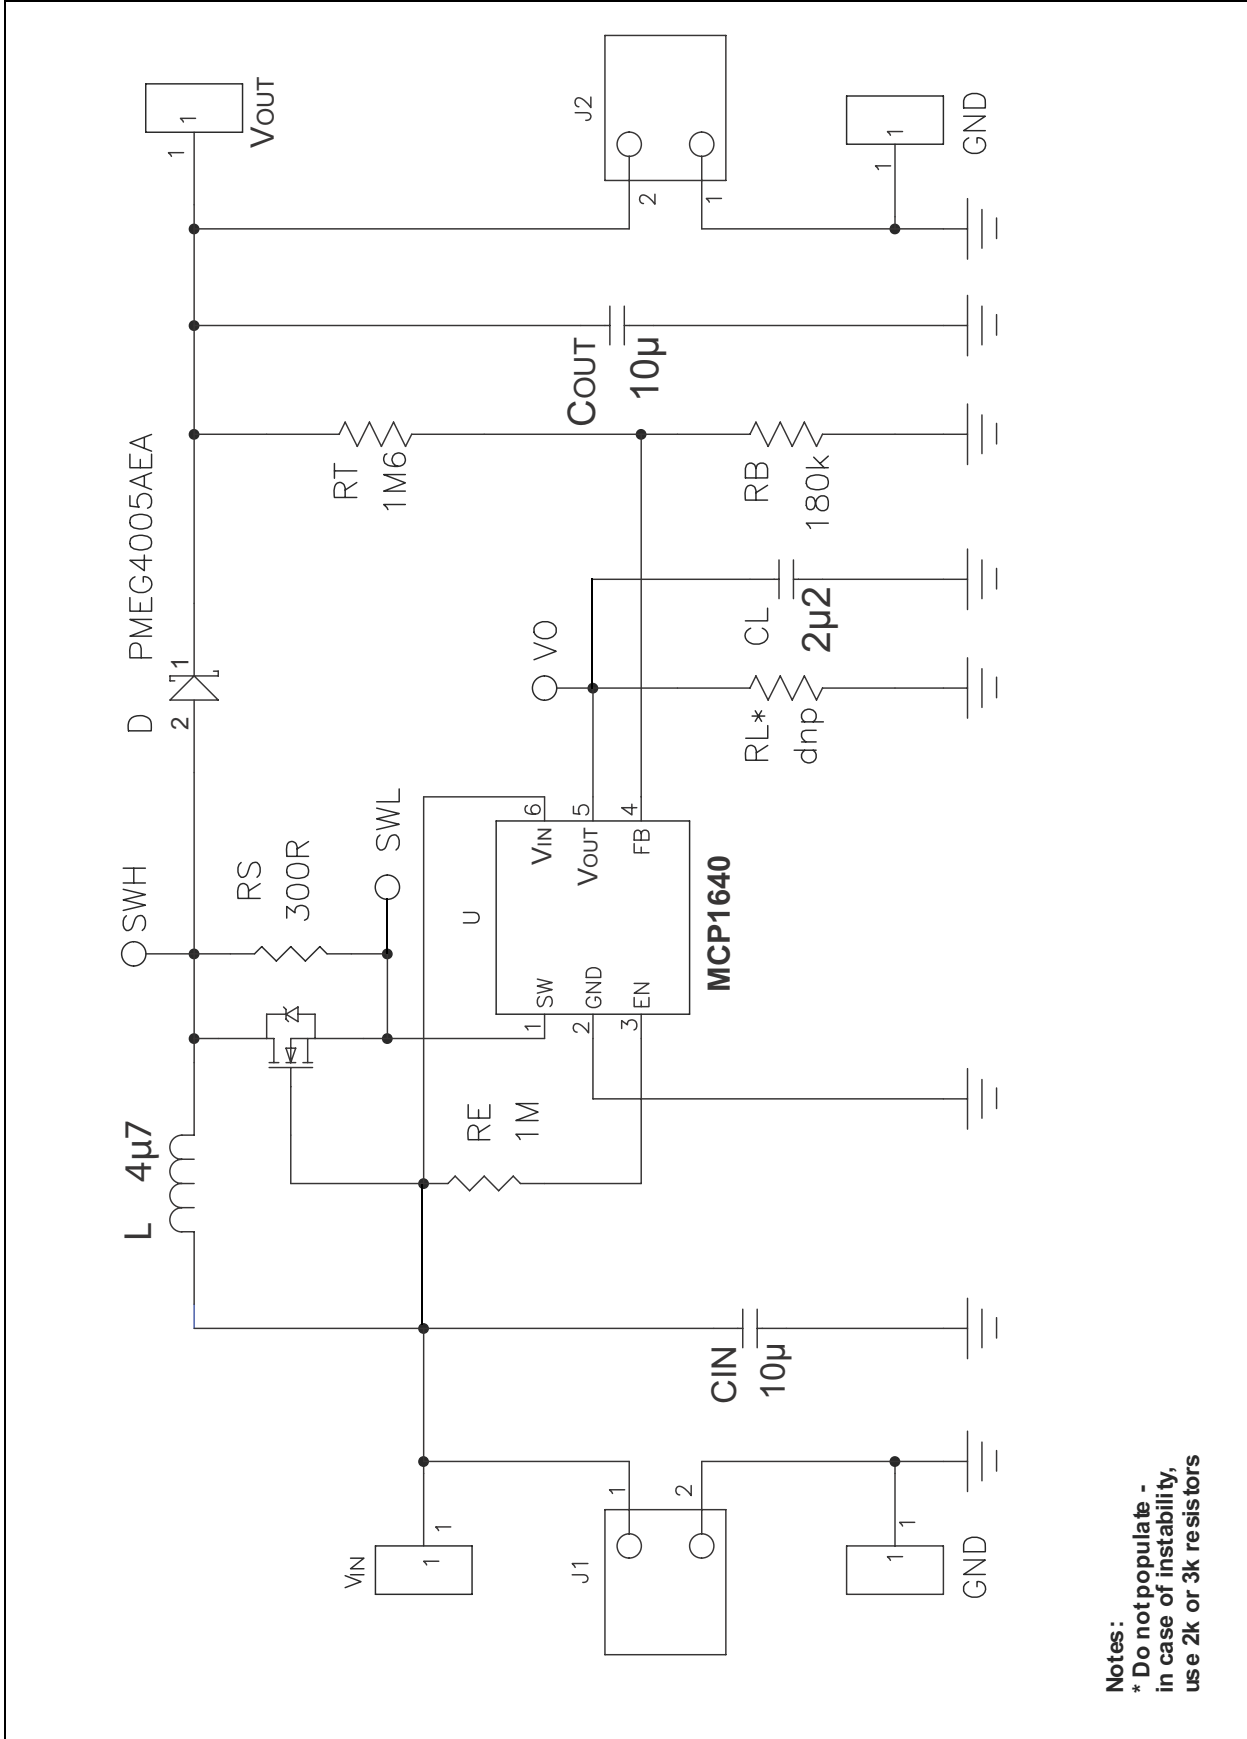 L 4µ7
D PMEG4005AEA
2
1
SWH
RS
300R
SWL
1
1
VOUT
VIN
1
1
RE
1M
U
SW
GND
EN
1
2
3
VIN
VOUT
FB
6
5
4
MCP1640
VO
RT
1M6
COUT
10µ
J2
2
1
J1
1
2
CIN
10µ
RL*
dnp
CL
2µ2
RB
180k
1
1
GND
1
1
GND
Notes:
* Do not populate -
in case of instability,
use 2k or 3k resistors